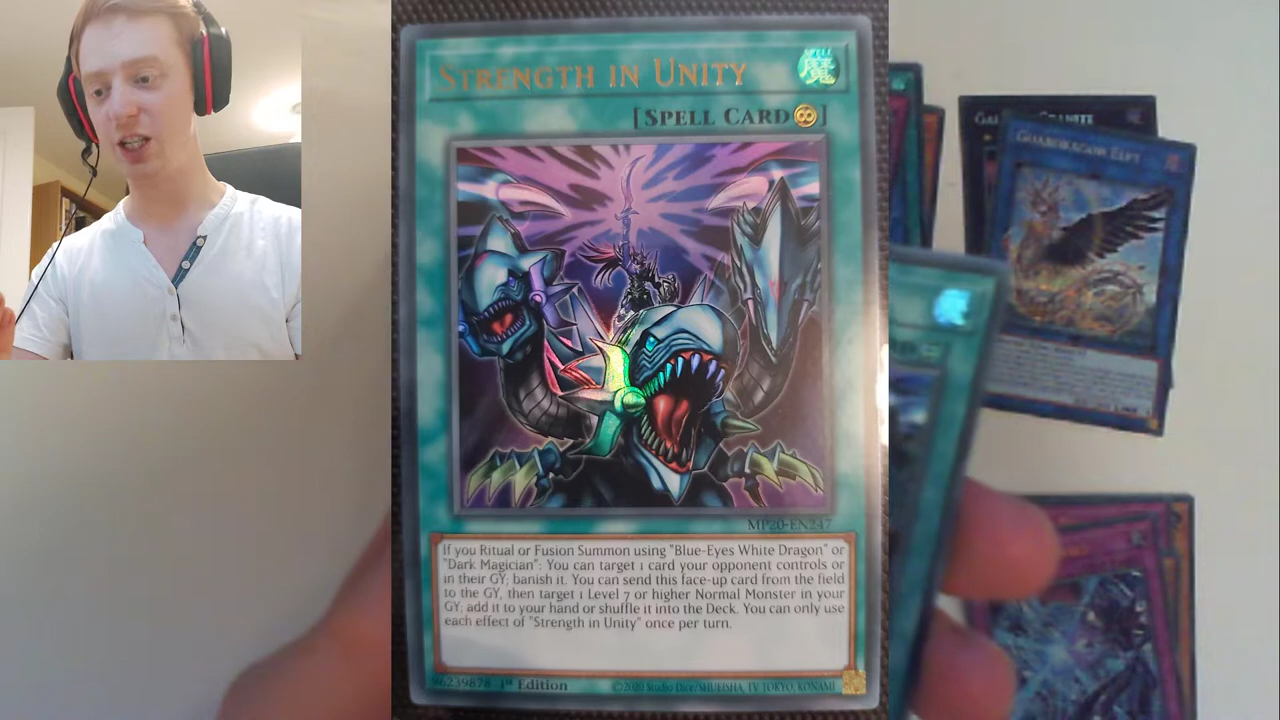 STRENGTH IN UNITY
SPELL
魔
[SPELL CARD]
MP20-EN247
If you Ritual or Fusion Summon using "Blue-Eyes White Dragon" or
"Dark Magician": You can target 1 card your opponent controls or
in their GY; banish it. You can send this face-up card from the field
to the GY, then target 1 Level 7 or higher Normal Monster in your
GY; add it to your hand or shuffle it into the Deck. You can only use
each effect of "Strength in Unity" once per turn.
96239878 1st Edition
©2020 Studio Dice/SHUEISHA, TV TOKYO, KONAMI
GUARDRAGON ELPY